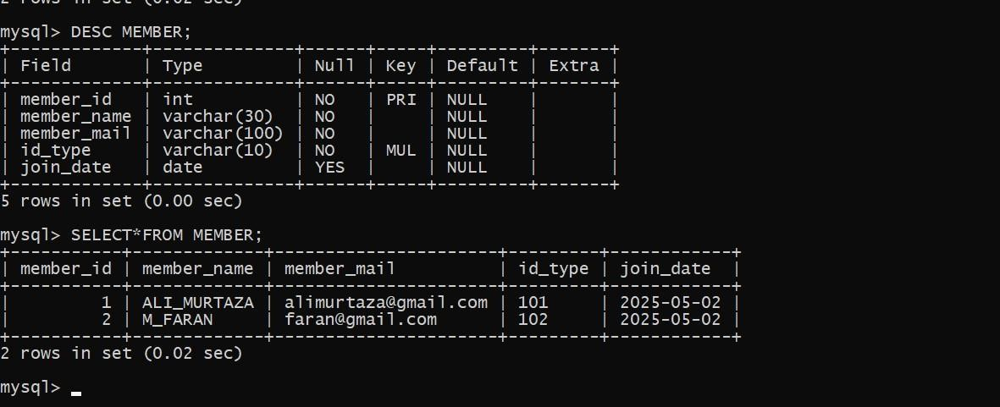 2 rows in set (0.02 sec)
mysql> DESC MEMBER;
+-------------+--------------+------+-----+---------+-------+
| Field       | Type         | Null | Key | Default | Extra |
+-------------+--------------+------+-----+---------+-------+
| member_id   | int          | NO   | PRI | NULL    |       |
| member_name | varchar(30)  | NO   |     | NULL    |       |
| member_mail | varchar(100) | NO   |     | NULL    |       |
| id_type     | varchar(10)  | NO   | MUL | NULL    |       |
| join_date   | date         | YES  |     | NULL    |       |
+-------------+--------------+------+-----+---------+-------+
5 rows in set (0.00 sec)
mysql> SELECT*FROM MEMBER;
+-----------+-------------+----------------------+---------+------------+
| member_id | member_name | member_mail          | id_type | join_date  |
+-----------+-------------+----------------------+---------+------------+
|         1 | ALI_MURTAZA | alimurtaza@gmail.com | 101     | 2025-05-02 |
|         2 | M_FARAN     | faran@gmail.com      | 102     | 2025-05-02 |
+-----------+-------------+----------------------+---------+------------+
2 rows in set (0.02 sec)
mysql>